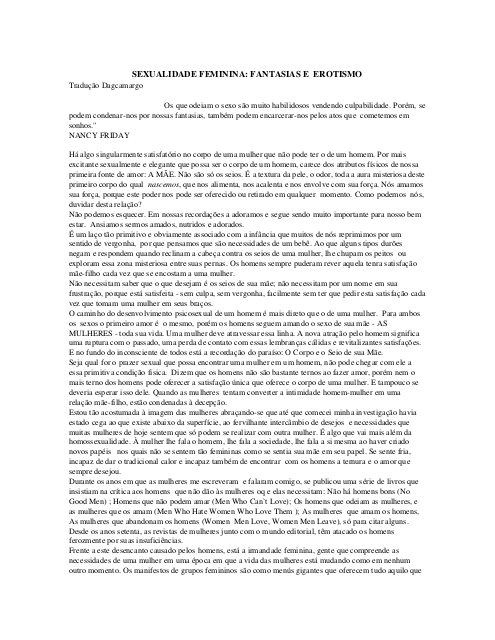 SEXUALIDADE FEMININA: FANTASIAS E EROTISMO
Tradução Dagcamargo
Os que odeiam o sexo são muito habilidosos vendendo culpabilidade. Porém, se
podem condenar-nos por nossas fantasias, também podem encarcerar-nos pelos atos que cometemos em
sonhos."
NANCY FRIDAY
Há algo singularmente satisfatório no corpo de uma mulher que não pode ter o de um homem. Por mais
excitante sexualmente e elegante que possa ser o corpo de um homem, carece dos atributos físicos de nossa
primeira fonte de amor: A MÃE. Não são só os seios. É a textura da pele, o odor, toda a aura misteriosa deste
primeiro corpo do qual nascemos, que nos alimenta, nos acalenta e nos envolve com sua força. Nós amamos
sua força, porque este poder nos pode ser oferecido ou retirado em qualquer momento. Como podemos nós,
duvidar desta relação?
Não podemos esquecer. Em nossas recordações a adoramos e segue sendo muito importante para nosso bem
estar. Ansiamos sermos amados, nutridos e adorados.
É um laço tão primitivo e obviamente associado com a infância que muitos de nós reprimimos por um
sentido de vergonha, por que pensamos que são necessidades de um bebê. Ao que alguns tipos durões
negam e respondem quando reclinam a cabeça contra os seios de uma mulher, lhe chupam os peitos ou
exploram essa zona misteriosa entre suas pernas. Os homens sempre puderam rever aquela tenra satisfação
mãe-filho cada vez que se encostam a uma mulher.
Não necessitam saber que o que desejam é os seios de sua mãe; não necessitam por um nome em sua
frustração, porque está satisfeita - sem culpa, sem vergonha, facilmente sem ter que pedir esta satisfação cada
vez que tomam uma mulher em seus braços.
O caminho do desenvolvimento psicosexual de um homem é mais direto que o de uma mulher. Para ambos
os sexos o primeiro amor é o mesmo, porém os homens seguem amando o sexo de sua mãe - AS
MULHERES - toda sua vida. Uma mulher deve atravessar essa linha. A nova atração pelo homem significa
uma ruptura com o passado, uma perda de contato com essas lembranças cálidas e revitalizantes satisfações.
E no fundo do inconsciente de todos está a recordação do paraíso: O Corpo e o Seio de sua Mãe.
Seja qual for o prazer sexual que possa encontrar uma mulher com um homem, não pode chegar com ele a
essa primitiva condição física. Dizem que os homens não são bastante ternos ao fazer amor, porém nem o
mais terno dos homens pode oferecer a satisfação única que oferece o corpo de uma mulher. E tampouco se
deveria esperar isso dele. Quando as mulheres tentam converter a intimidade homem-mulher em uma
relação mãe-filho, estão condenadas à decepção.
Estou tão acostumada à imagem das mulheres abraçando-se que até que comecei minha investigação havia
estado cega ao que existe abaixo da superfície, ao fervilhante intercâmbio de desejos e necessidades que
muitas mulheres de hoje sentem que só podem se realizar com outra mulher. É algo que vai mais além da
homossexualidade. À mulher lhe fala o homem, lhe fala a sociedade, lhe fala a si mesma ao haver criado
novos papéis nos quais não se sentem tão femininas como se sentia sua mãe em seu papel. Se sente fria,
incapaz de dar o tradicional calor e incapaz também de encontrar com os homens a ternura e o amor que
sempre desejou.
Durante os anos em que as mulheres me escreveram e falaram comigo, se publicou uma série de livros que
insistiam na crítica aos homens que não dão às mulheres oq e elas necessitam: Não há homens bons (No
Good Men) ; Homens que não podem amar (Men Who Can't Love); Os homens que odeiam as mulheres, e
as mulheres que os amam (Men Who Hate Women Who Love Them ); As mulheres que amam os homens,
As mulheres que abandonam os homens (Women Men Love, Women Men Leave), só para citar alguns.
Desde os anos setenta, as revistas de mulheres junto com o mundo editorial, têm atacado os homens
ferozmente por suas insuficiências.
Frente a este desencanto causado pelos homens, está a irmandade feminina, gente que compreende as
necessidades de uma mulher em uma época em que a vida das mulheres está mudando como em nenhum
outro momento. Os manifestos de grupos femininos são como menús gigantes que oferecem tudo aquilo que